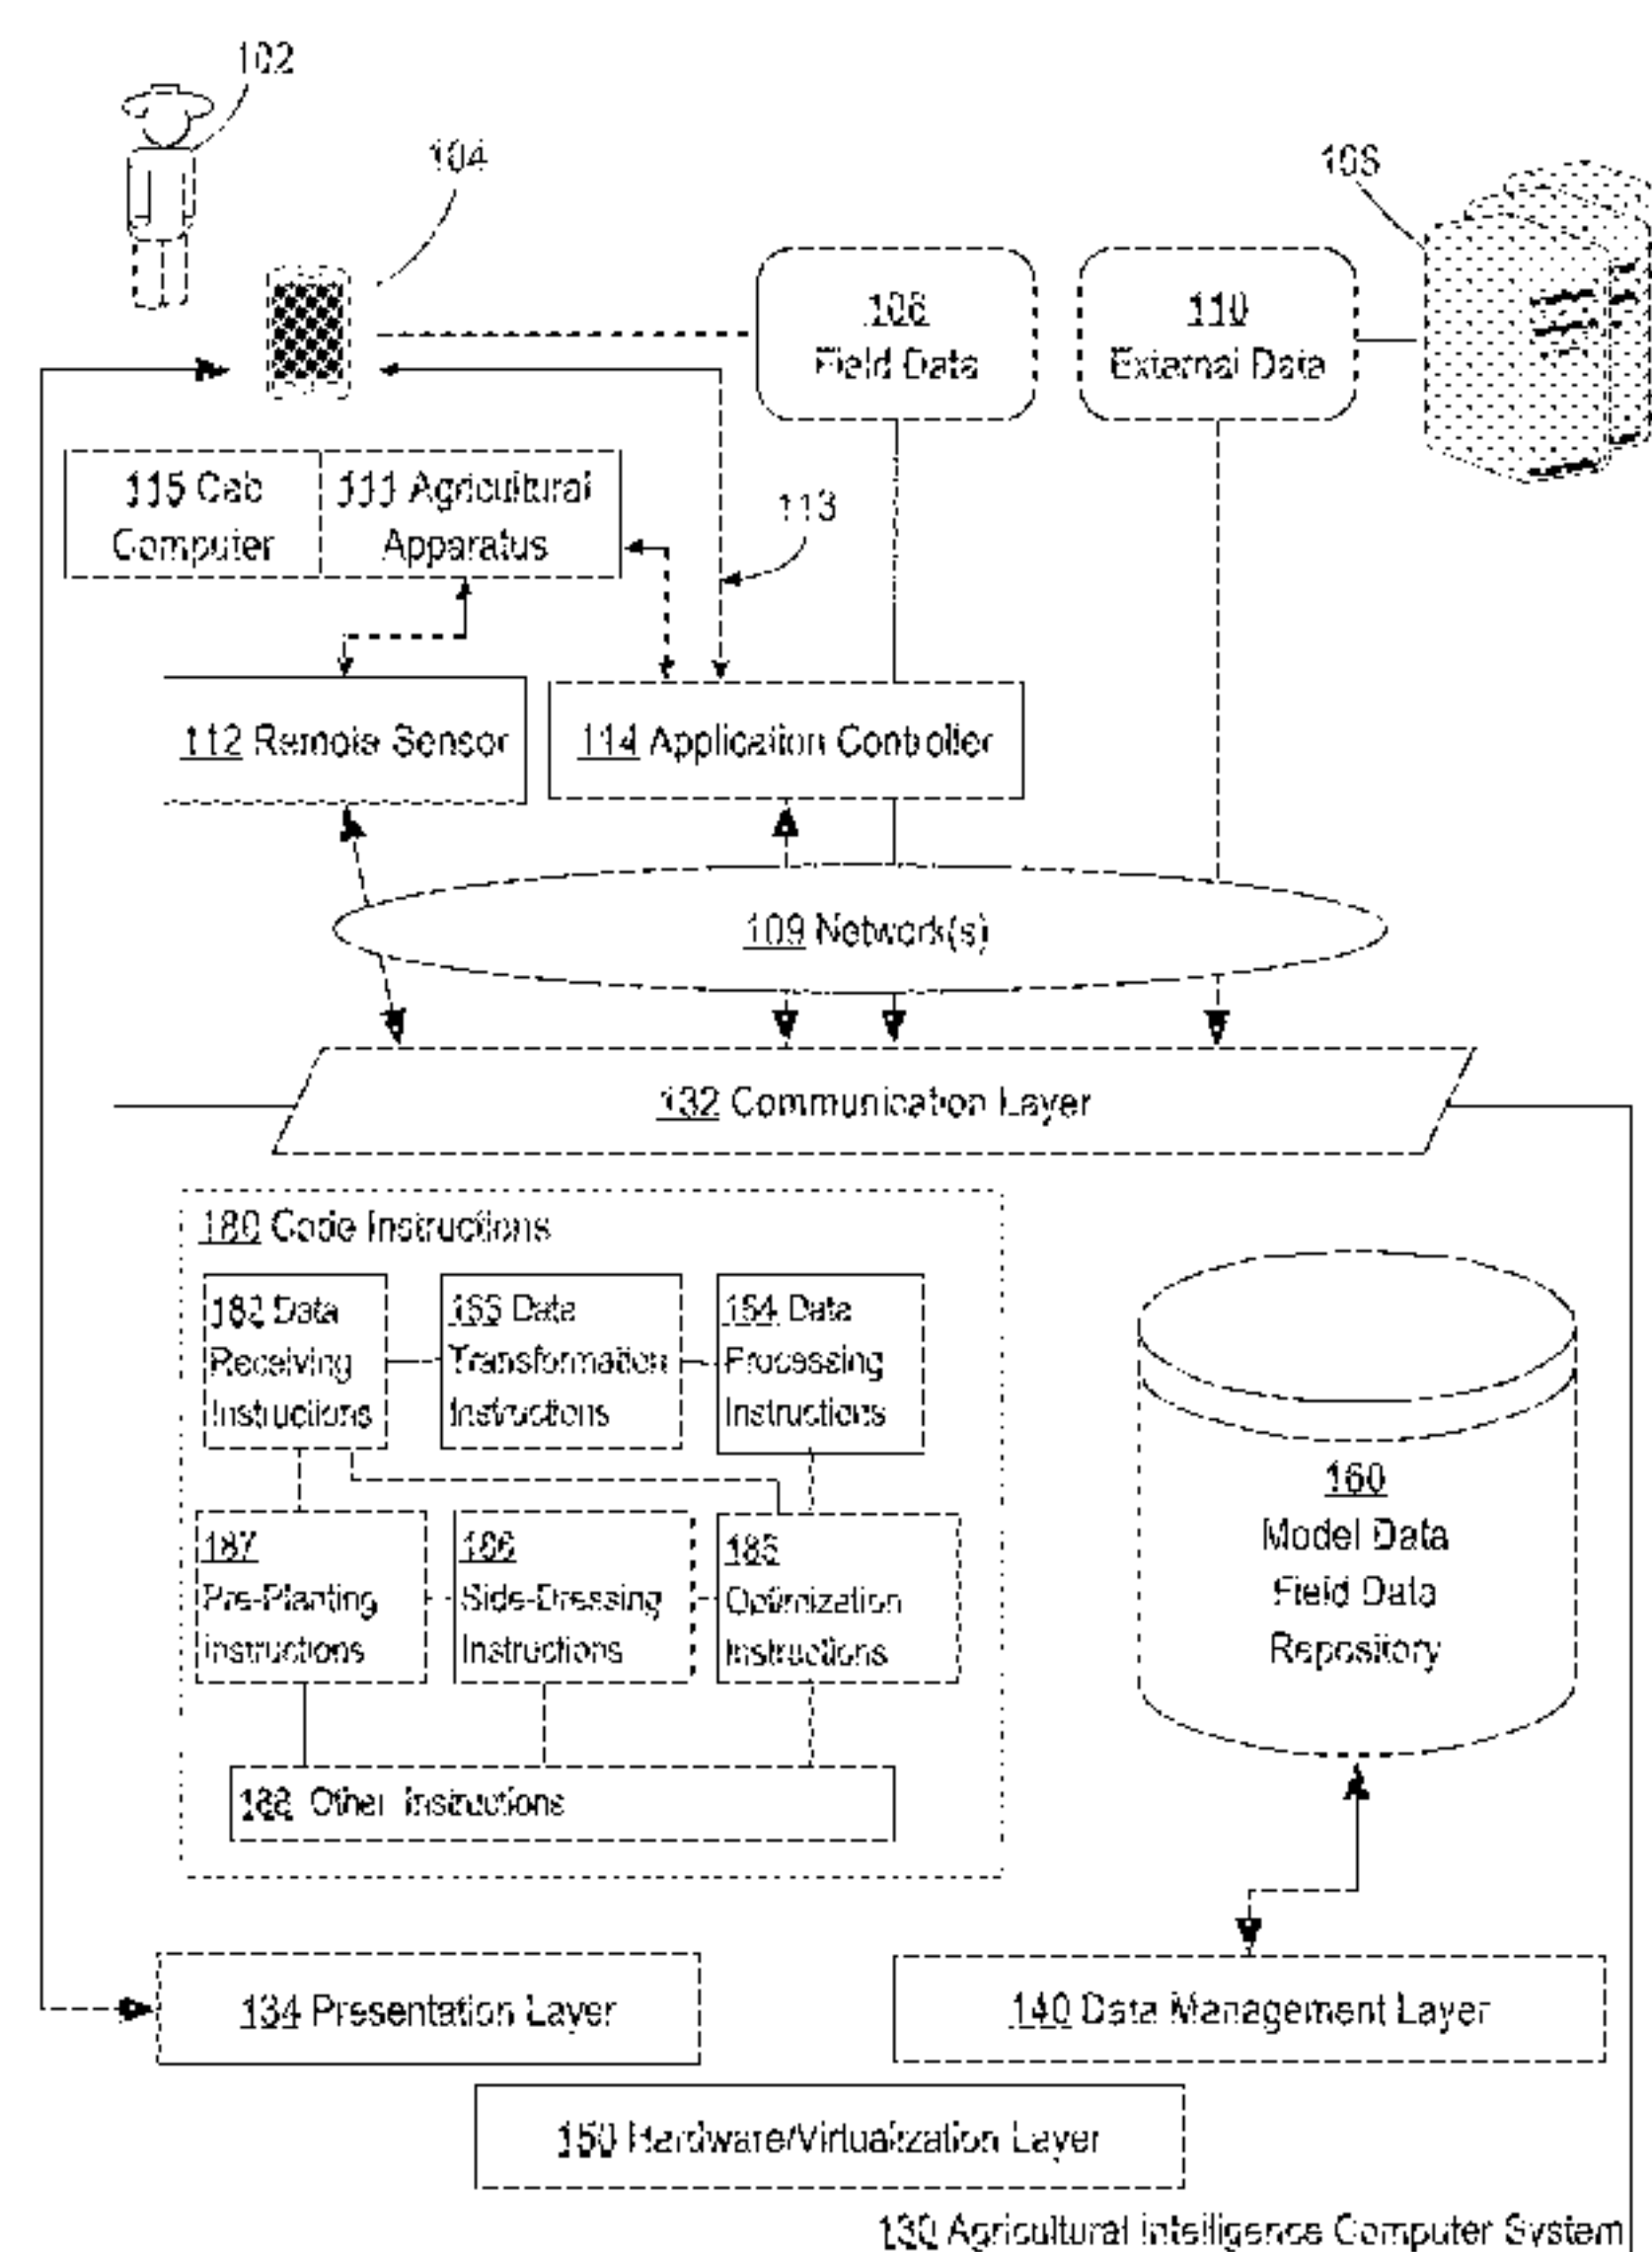 102
104
108
106
Field Data
110
External Data
115 Cab
Computer
111 Agricultural
Apparatus
113
112 Remote Sensor
114 Application Controller
109 Network(s)
132 Communication Layer
180 Code Instructions
182 Data
Receiving
Instructions
Data
Transformation
Instructions
184 Data
Processing
Instructions
187
Pre-Planting
instructions
186
Side-Dressing
Instructions
185
Optimization
Instructions
188 Other Instructions
160
Model Data
Field Data
Repository
134 Presentation Layer
140 Data Management Layer
150 Hardware/Virtualization Layer
130 Agricultural Intelligence Computer System